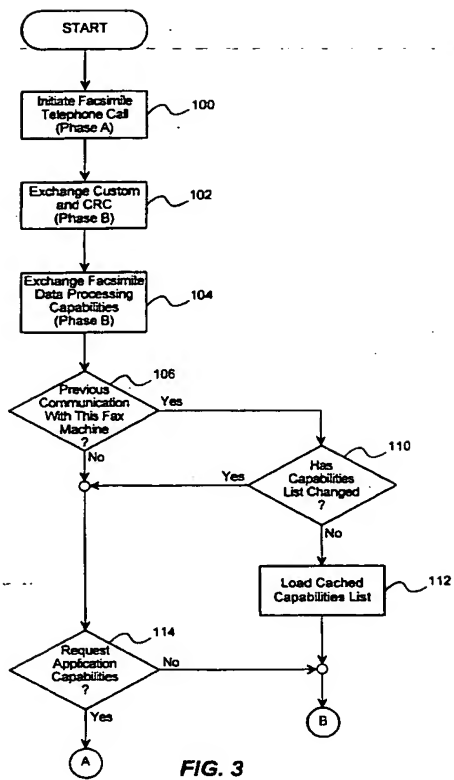 START
Initiate Facsimile
Telephone Call
(Phase A)
100
Exchange Custom
and CRC
(Phase B)
102
Exchange Facsimile
Data Processing
Capabilities
(Phase B)
104
106
Previous
Communication
With This Fax
Machine
?
Yes
No
110
Has
Capabilities
List Changed
?
Yes
No
Load Cached
Capabilities List
112
114
Request
Application
Capabilities
?
No
Yes
B
A
FIG. 3